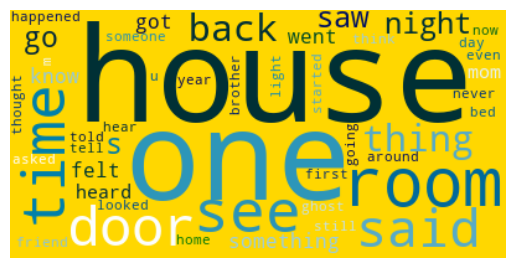 happened
someone
got
back
saw
night
now
go
went
think
day
even
know
m
house
u
year
brother
light
started
mom
never
bed
thought
time
told
tell
hear
s
one
thing
going
around
asked
felt
heard
looked
first
room
door
see
ghost
still
said
friend
home
something